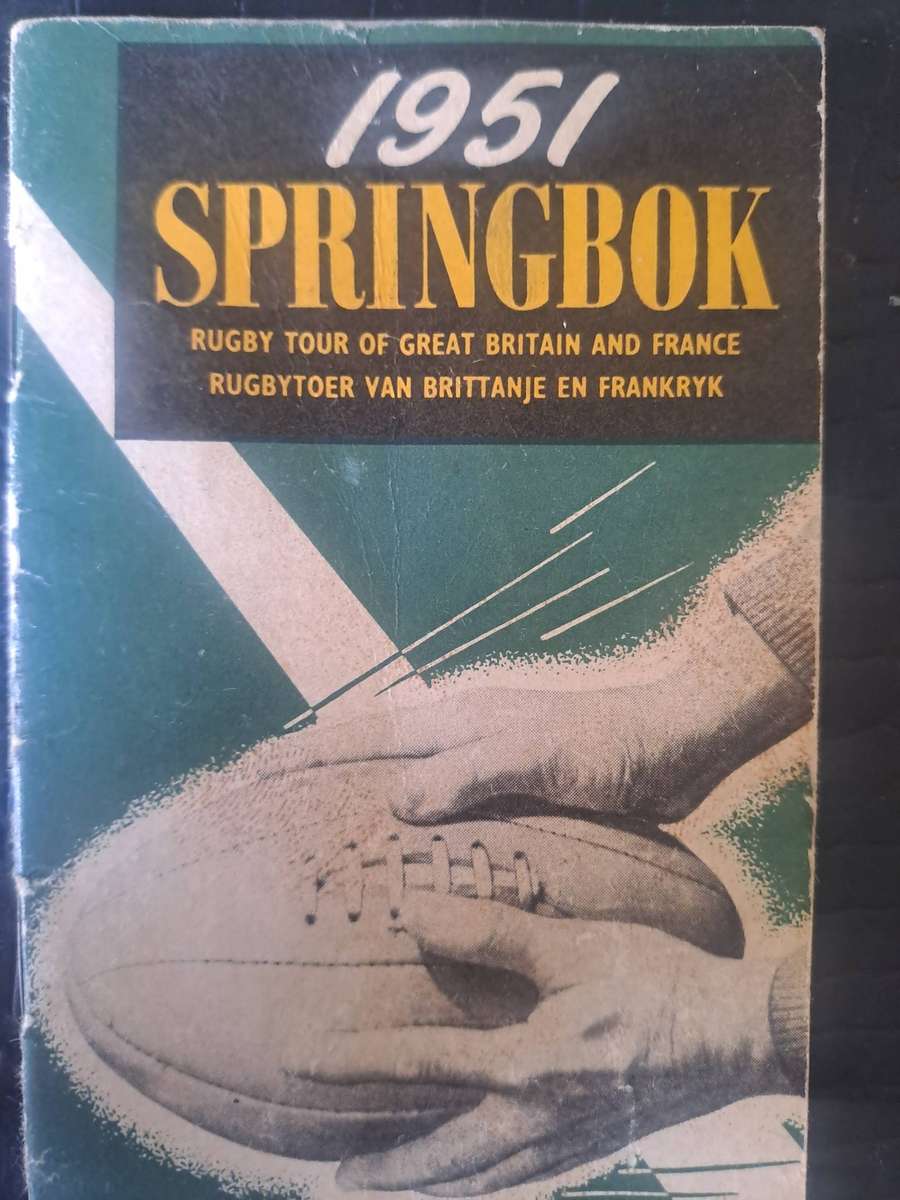 1951
SPRINGBOK
RUGBY TOUR OF GREAT BRITAIN AND FRANCE
RUGBYTOER VAN BRITTANJE EN FRANKRYK